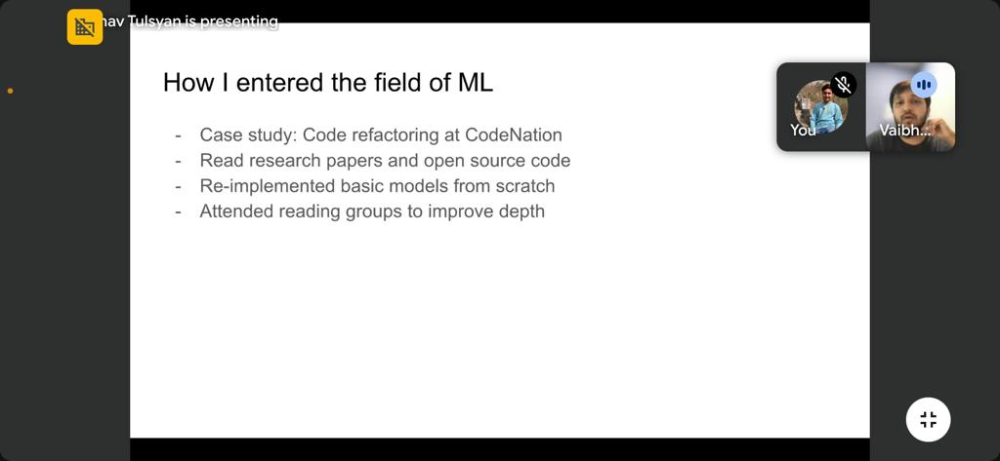 nav Tulsyan is presenting
How I entered the field of ML
- Case study: Code refactoring at CodeNation
- Read research papers and open source code
- Re-implemented basic models from scratch
- Attended reading groups to improve depth
You
Vaibh...